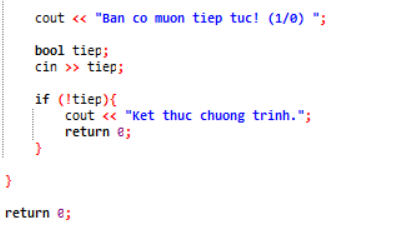 cout << "Ban co muon tiep tuc! (1/0) ";
bool tiep;
cin >> tiep;
if (!tiep){
cout << "Ket thuc chuong trinh.";
return 0;
}
}
return 0;